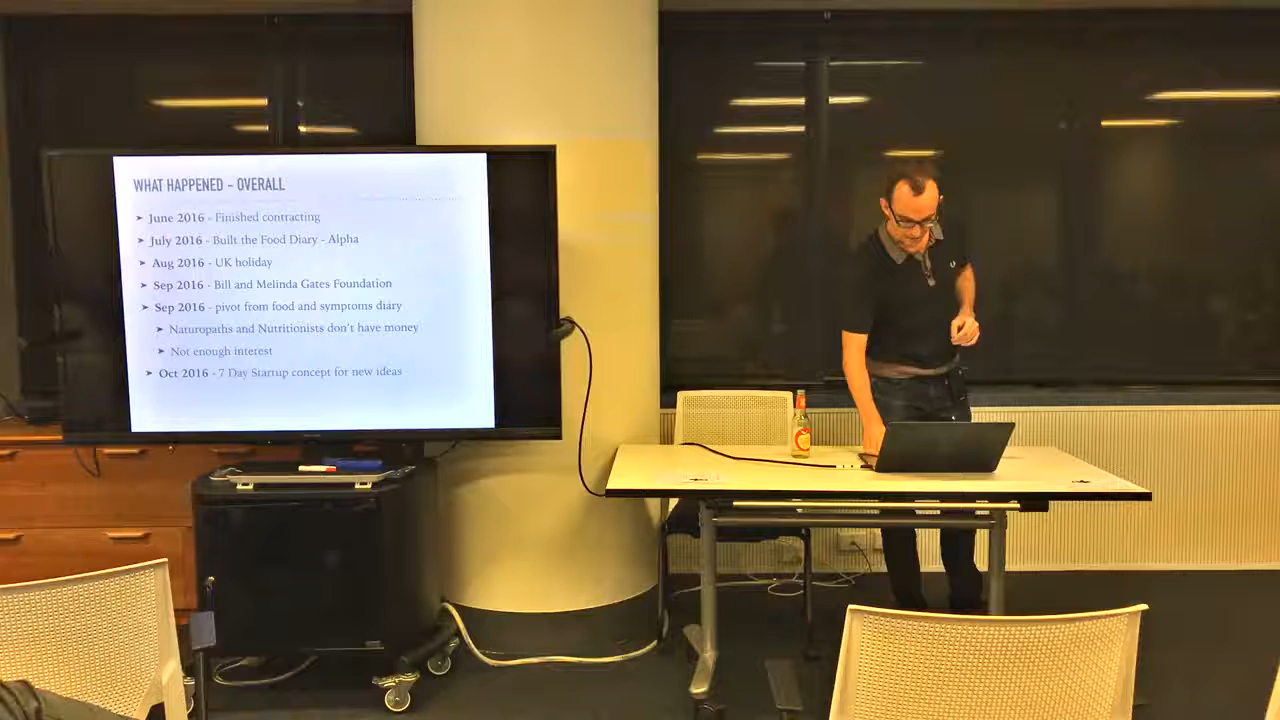 WHAT HAPPENED - OVERALL
➤ June 2016 - Finished contracting
➤ July 2016 - Built the Food Diary - Alpha
➤ Aug 2016 - UK holiday
➤ Sep 2016 - Bill and Melinda Gates Foundation
➤ Sep 2016 - pivot from food and symptoms diary
➤ Naturopaths and Nutritionists don't have money
➤ Not enough interest
➤ Oct 2016 - 7 Day Startup concept for new ideas